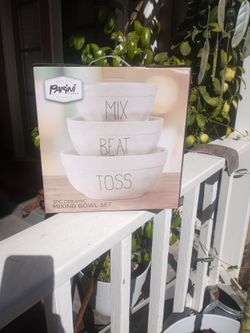 Parini
MIX
BEAT
TOSS
3PC CERAMIC
MIXING BOWL SET